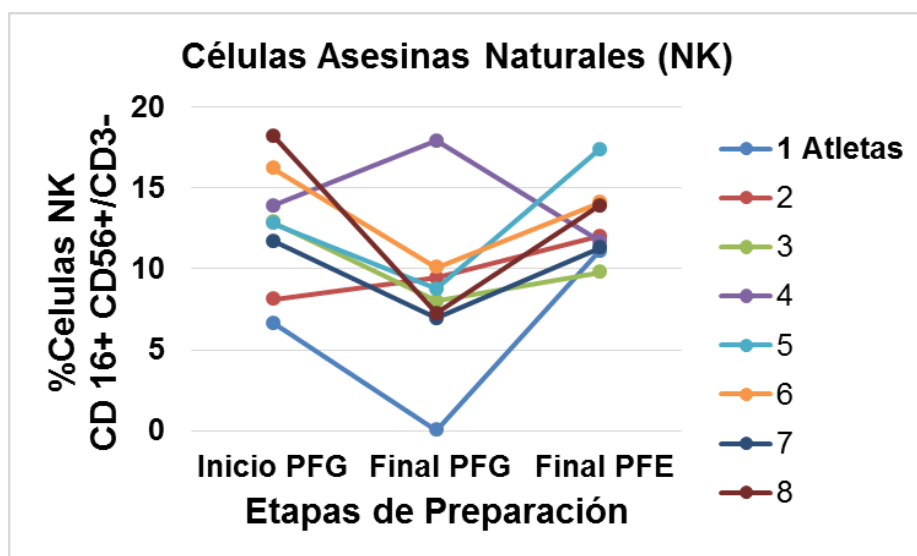 Células Asesinas Naturales (NK)
%Celulas NK
CD 16+ CD56+/CD3-
20
15
10
5
0
Inicio PFG Final PFG Final PFE
Etapas de Preparación
1 Atletas
2
3
4
5
6
7
8